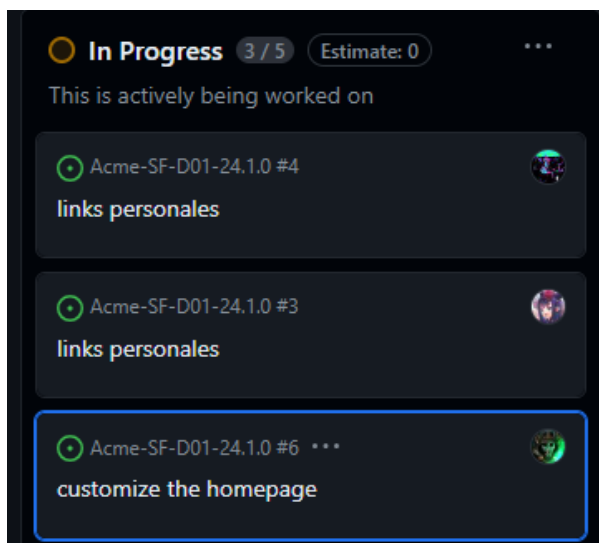 In Progress 3 / 5 Estimate: 0
This is actively being worked on
Acme-SF-D01-24.1.0 #4
links personales
Acme-SF-D01-24.1.0 #3
links personales
Acme-SF-D01-24.1.0 #6
customize the homepage